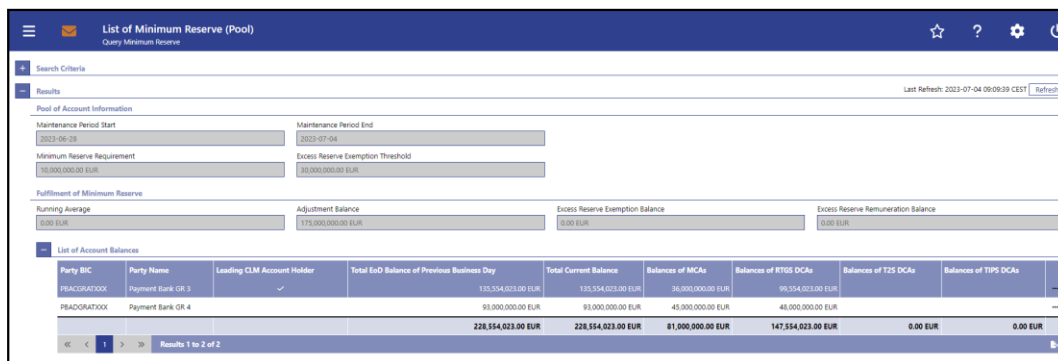 List of Minimum Reserve (Pool)
Query Minimum Reserve
Search Criteria
Results
Last Refresh: 2023-07-04 09:09:39 CEST Refresh
Pool of Account Information
Maintenance Period Start Maintenance Period End
2023-06-28 2023-07-04
Minimum Reserve Requirement Excess Reserve Exemption Threshold
10,000,000.00 EUR 30,000,000.00 EUR
Fulfilment of Minimum Reserve
Running Average Adjustment Balance Excess Reserve Exemption Balance Excess Reserve Remuneration Balance
0.00 EUR 175,000,000.00 EUR 0.00 EUR 0.00 EUR
List of Account Balances
Party BIC Party Name Leading CLM Account Holder Total EoD Balance of Previous Business Day Total Current Balance Balances of MCAs Balances of RTGS DCAs Balances of T2S DCAs Balances of TIPS DCAs
PBACGRATXXX Payment Bank GR 3 135,554,023.00 EUR 135,554,023.00 EUR 36,000,000.00 EUR 99,554,023.00 EUR
PBADGRATXXX Payment Bank GR 4 93,000,000.00 EUR 93,000,000.00 EUR 45,000,000.00 EUR 48,000,000.00 EUR
228,554,023.00 EUR 228,554,023.00 EUR 81,000,000.00 EUR 147,554,023.00 EUR 0.00 EUR 0.00 EUR
1 Results 1 to 2 of 2